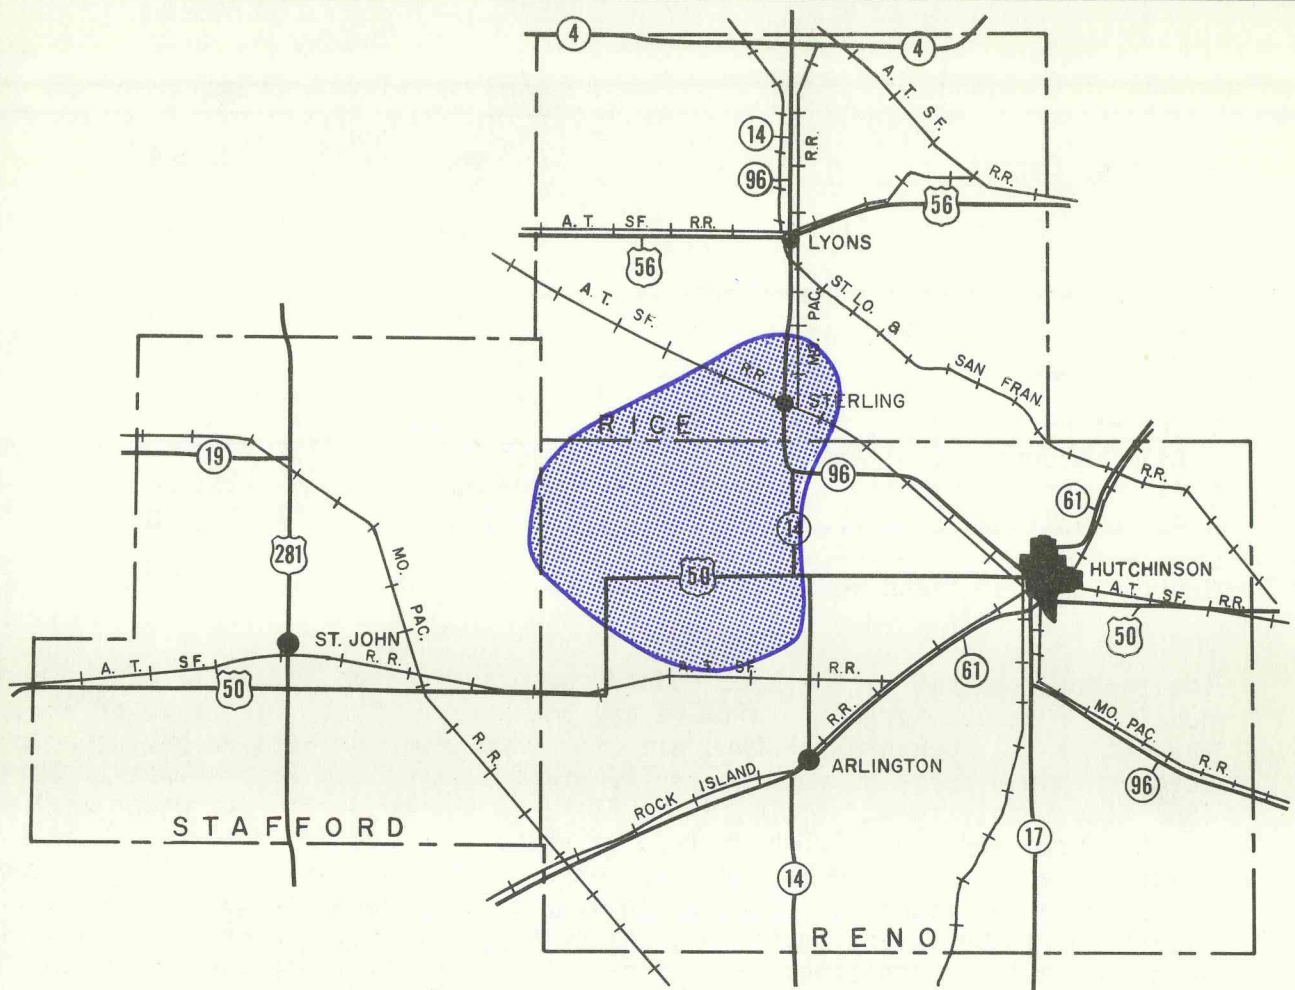 4
4
A. T. SF. R.R.
14
R.R.
96
56
A. T. SF. R.R.
LYONS
56
A. T. SF. R.R.
MO. PAC.
ST. LO. & SAN FRAN. R.R.
STERLING
RICE
19
96
61
14
281
MO. PAC. R. R.
50
HUTCHINSON
A. T. SF. R.R.
50
ST. JOHN
A. T. SF. R. R.
50
A. T. SF. R.R.
61
R.R.
ARLINGTON
ROCK ISLAND
MO. PAC. R. R.
96
STAFFORD
17
14
RENO